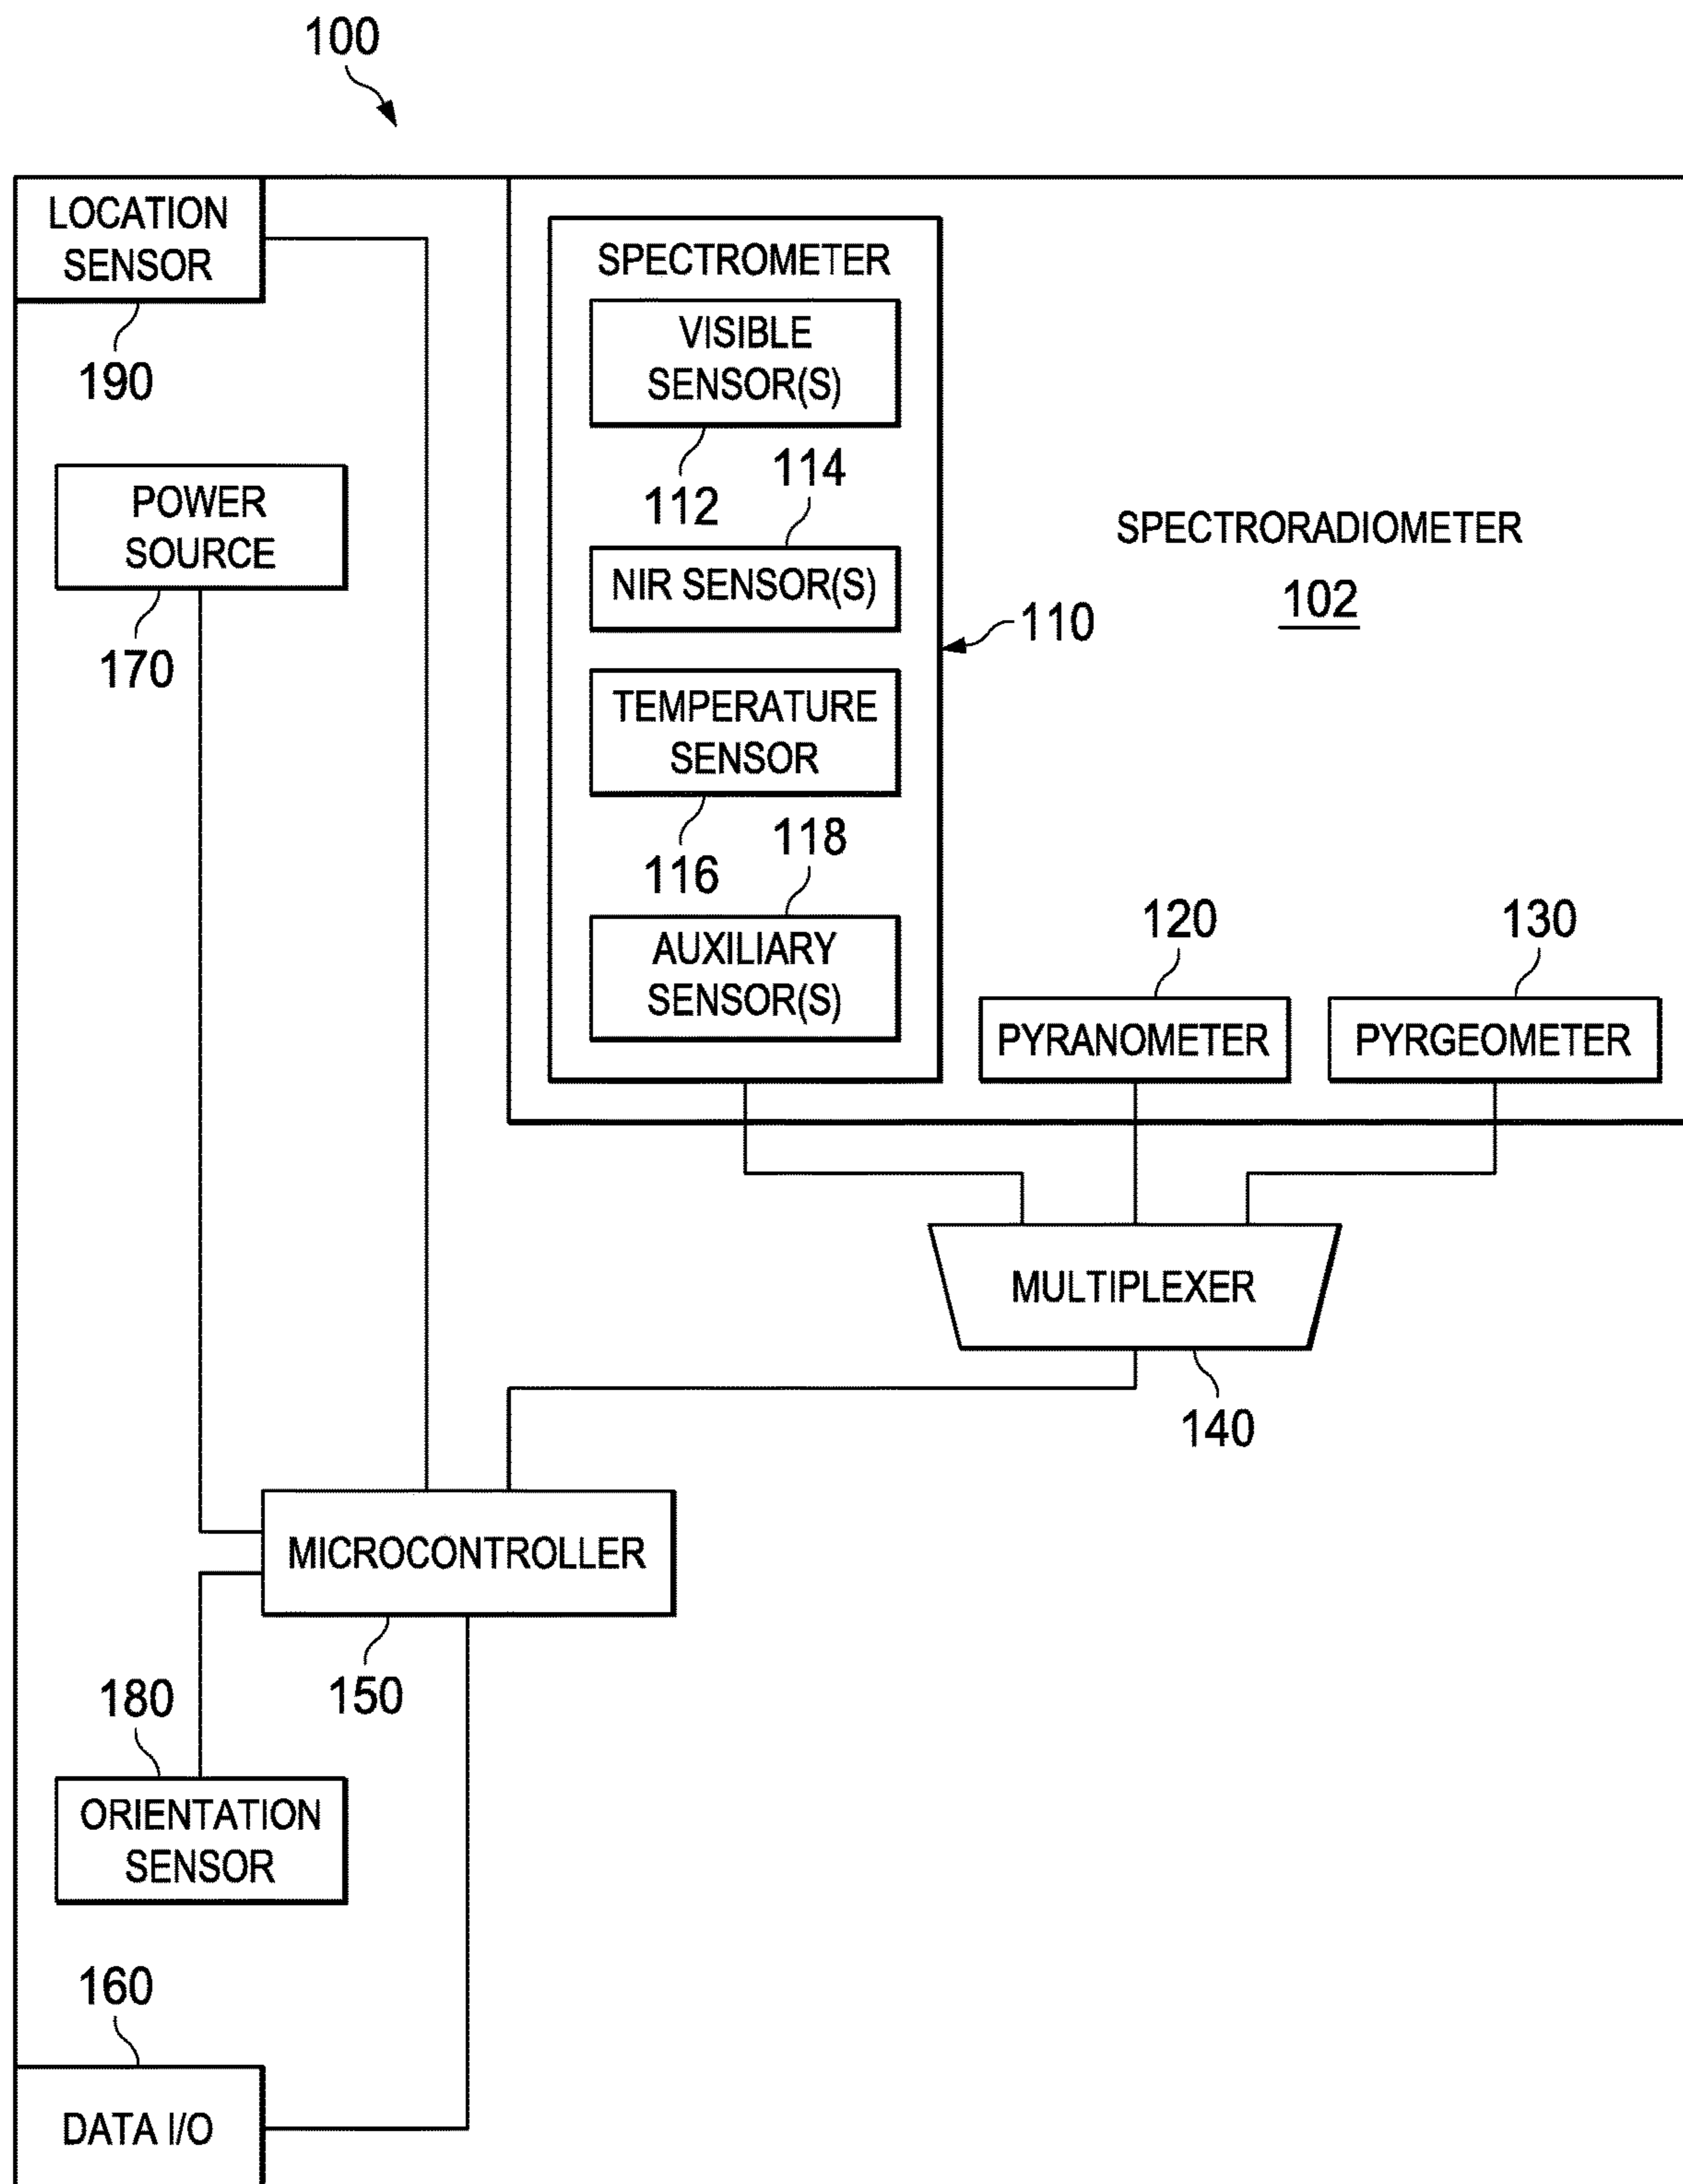 100
LOCATION
SENSOR
190
POWER
SOURCE
170
SPECTROMETER
VISIBLE
SENSOR(S)
112
114
NIR SENSOR(S)
110
TEMPERATURE
SENSOR
116
118
AUXILIARY
SENSOR(S)
SPECTRORADIOMETER
102
120
PYRANOMETER
130
PYRGEOMETER
MULTIPLEXER
140
MICROCONTROLLER
150
180
ORIENTATION
SENSOR
160
DATA I/O